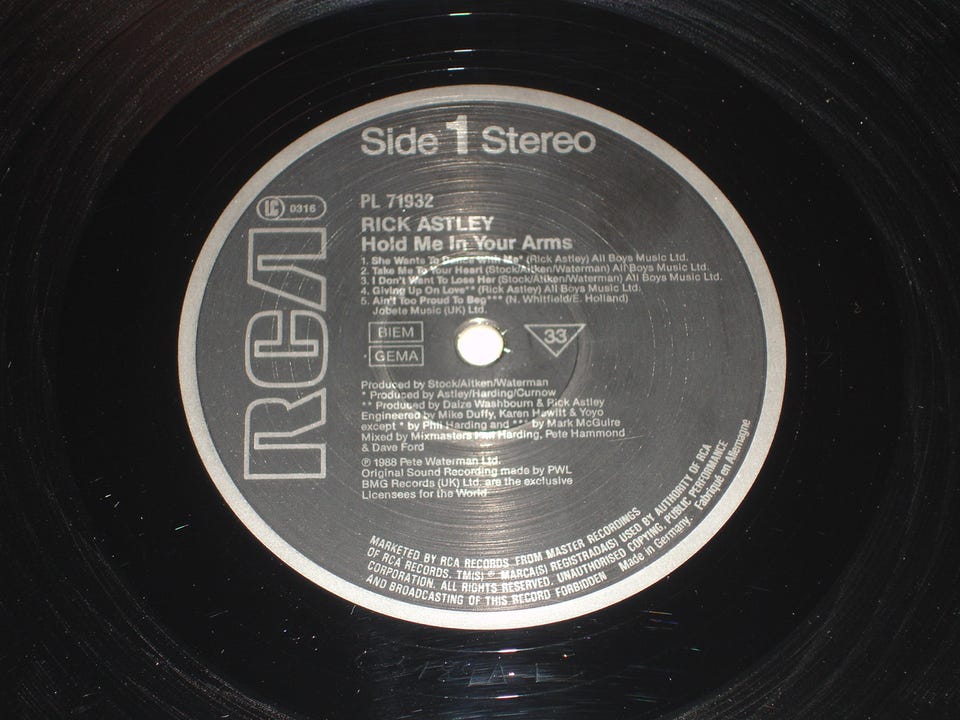 Side 1 Stereo
LC 0316
RCA
PL 71932
RICK ASTLEY
Hold Me In Your Arms
1. She Wants To Dance With Me* (Rick Astley) All Boys Music Ltd.
2. Take Me To Your Heart (Stock/Aitken/Waterman) All Boys Music Ltd.
3. I Don't Want To Lose Her (Stock/Aitken/Waterman) All Boys Music Ltd.
4. Giving Up On Love** (Rick Astley) All Boys Music Ltd.
5. Ain't Too Proud To Beg*** (N. Whitfield/E. Holland)
Jobete Music (UK) Ltd.
BIEM
GEMA
33
Produced by Stock/Aitken/Waterman
* Produced by Astley/Harding/Curnow
** Produced by Daize Washbourn & Rick Astley
Engineered by Mike Duffy, Karen Hewitt & Yoyo
except * by Phil Harding and *** by Mark McGuire
Mixed by Mixmasters Phil Harding, Pete Hammond
& Dave Ford
℗ 1988 Pete Waterman Ltd.
Original Sound Recording made by PWL
BMG Records (UK) Ltd. are the exclusive
Licensees for the World
MARKETED BY RCA RECORDS. FROM MASTER RECORDINGS
OF RCA RECORDS. TM(S) ® MARCA(S) REGISTRADA(S) USED BY AUTHORITY OF RCA
CORPORATION. ALL RIGHTS RESERVED. UNAUTHORISED COPYING, PUBLIC PERFORMANCE
AND BROADCASTING OF THIS RECORD FORBIDDEN Made in Germany. Fabriqué en Allemagne